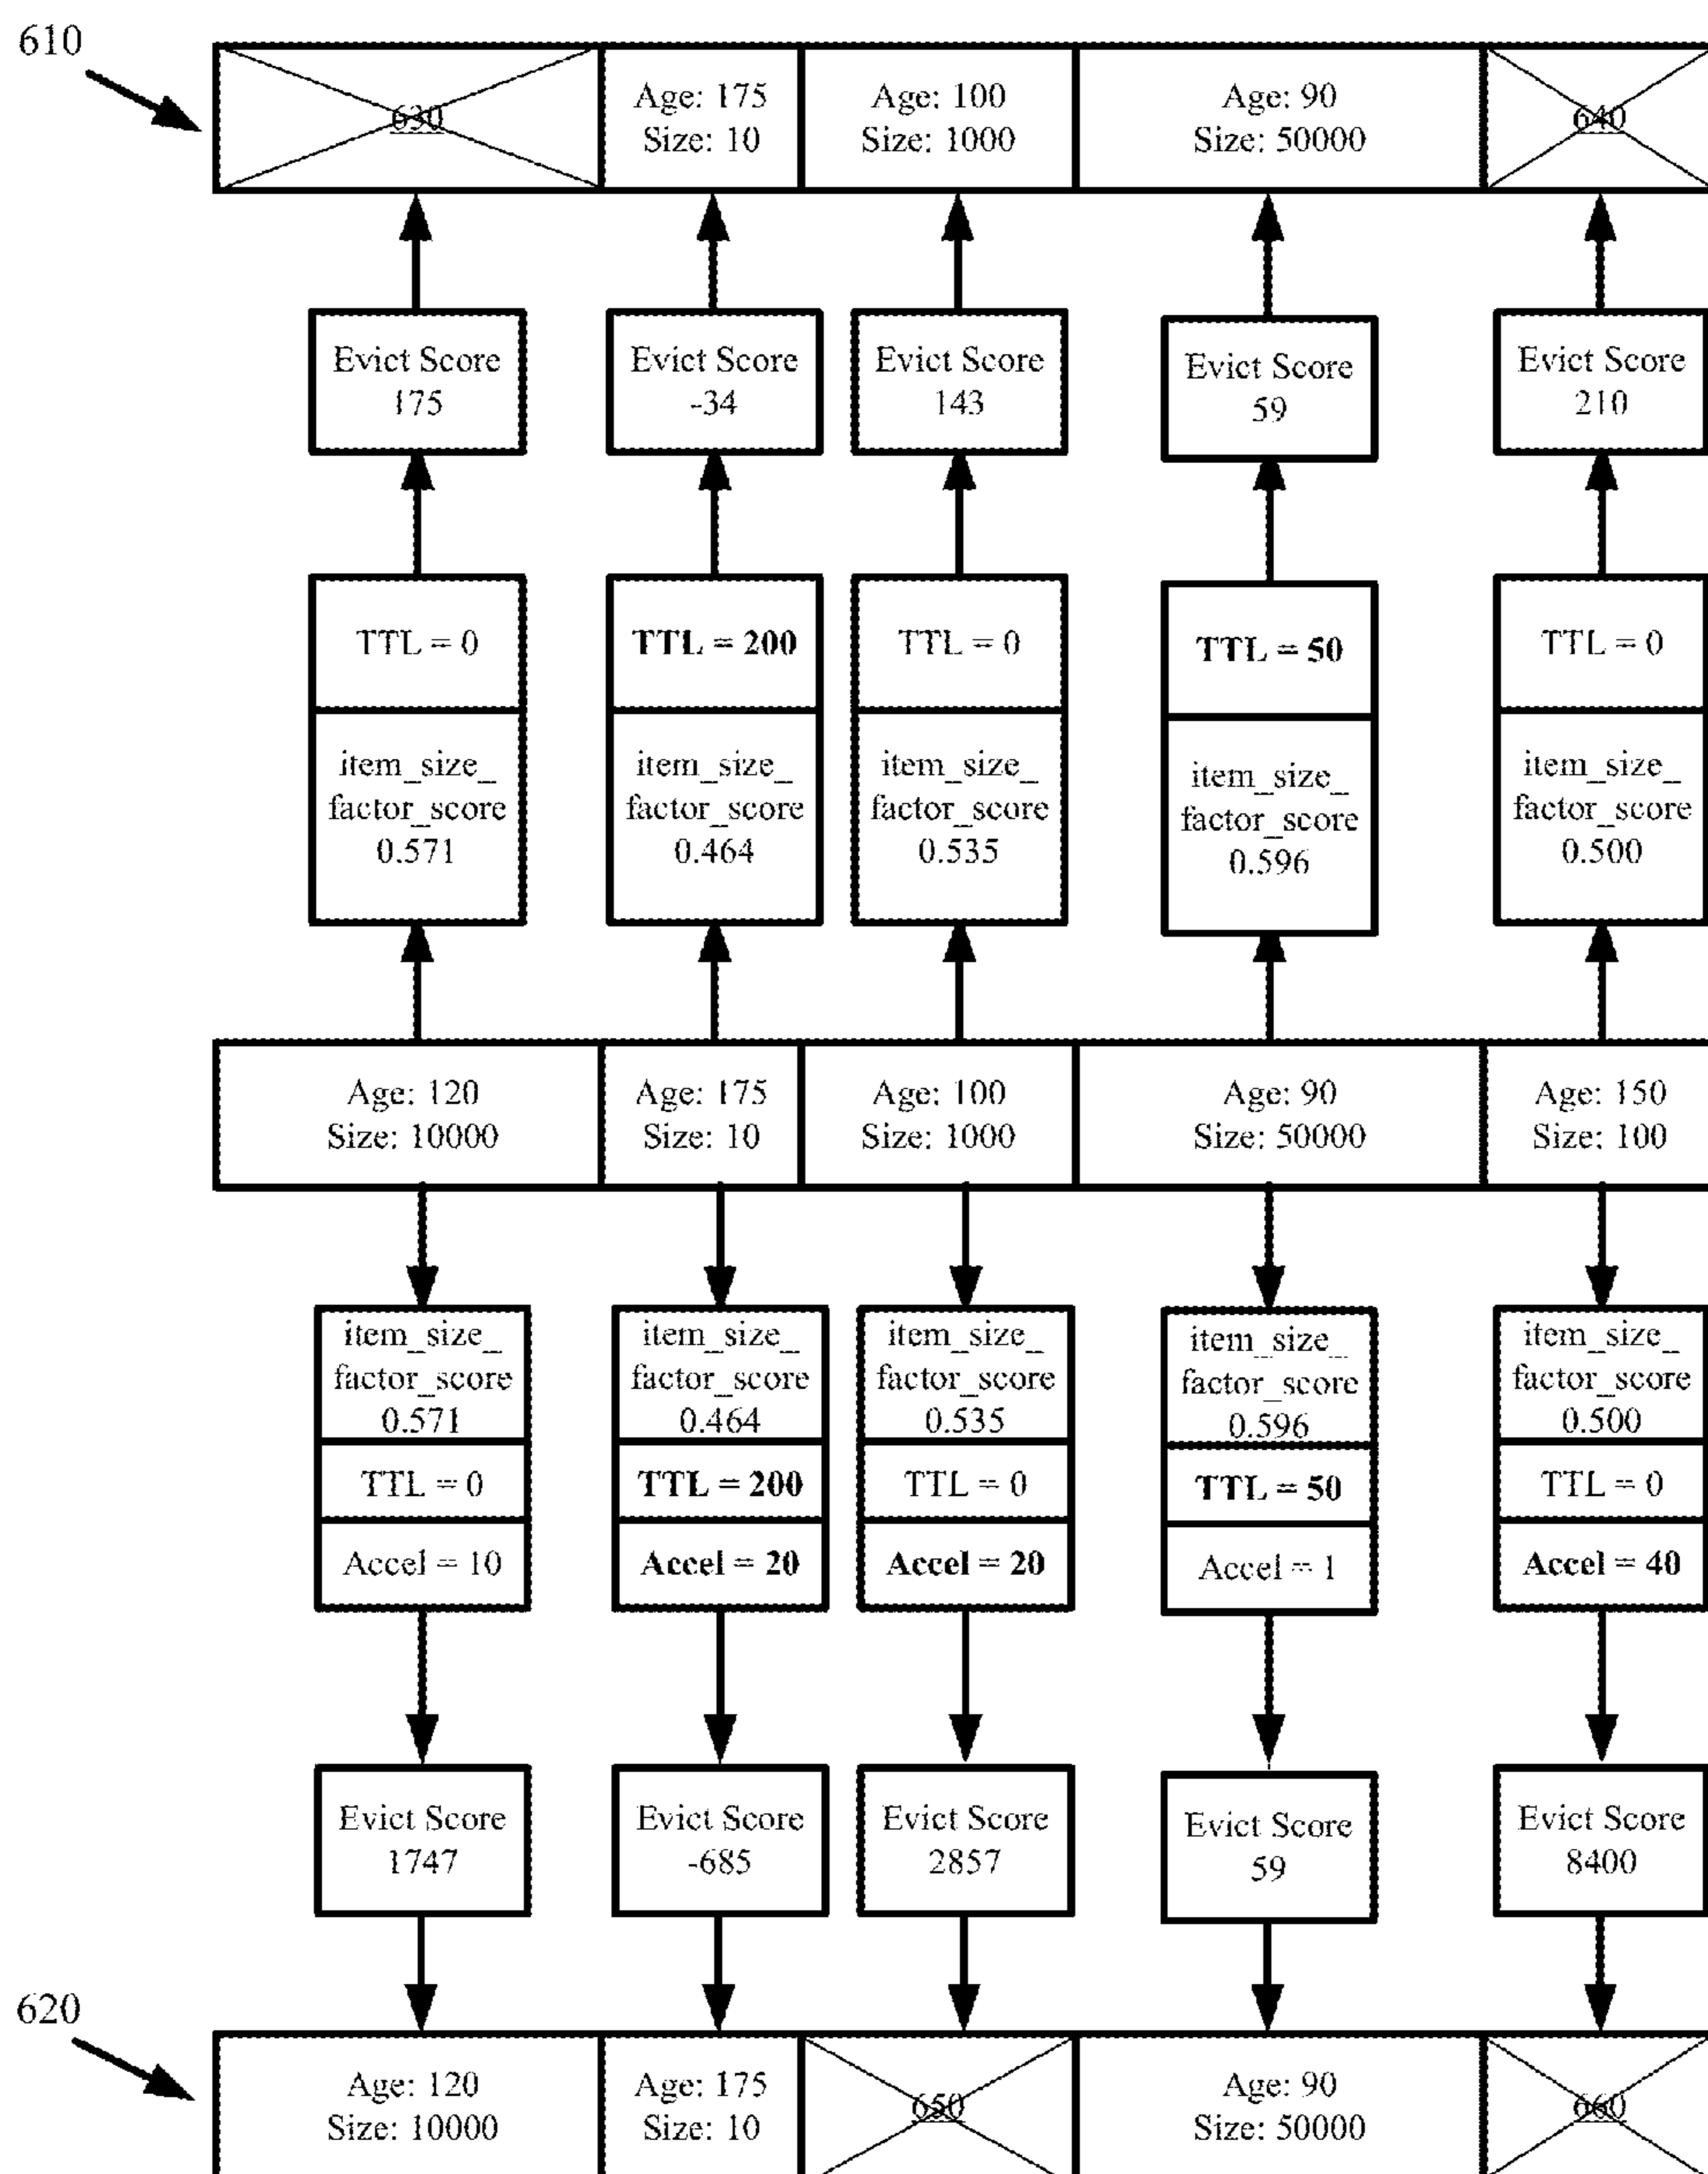 610
630
Age: 175
Size: 10
Age: 100
Size: 1000
Age: 90
Size: 50000
640
Evict Score
175
Evict Score
-34
Evict Score
143
Evict Score
59
Evict Score
210
TTL = 0
TTL = 200
TTL = 0
TTL = 50
TTL = 0
item_size_
factor_score
0.571
item_size_
factor_score
0.464
item_size_
factor_score
0.535
item_size_
factor_score
0.596
item_size_
factor_score
0.500
Age: 120
Size: 10000
Age: 175
Size: 10
Age: 100
Size: 1000
Age: 90
Size: 50000
Age: 150
Size: 100
item_size_
factor_score
0.571
item_size_
factor_score
0.464
item_size_
factor_score
0.535
item_size_
factor_score
0.596
item_size_
factor_score
0.500
TTL = 0
TTL = 200
TTL = 0
TTL = 50
TTL = 0
Accel = 10
Accel = 20
Accel = 20
Accel = 1
Accel = 40
Evict Score
1747
Evict Score
-685
Evict Score
2857
Evict Score
59
Evict Score
8400
620
Age: 120
Size: 10000
Age: 175
Size: 10
650
Age: 90
Size: 50000
660